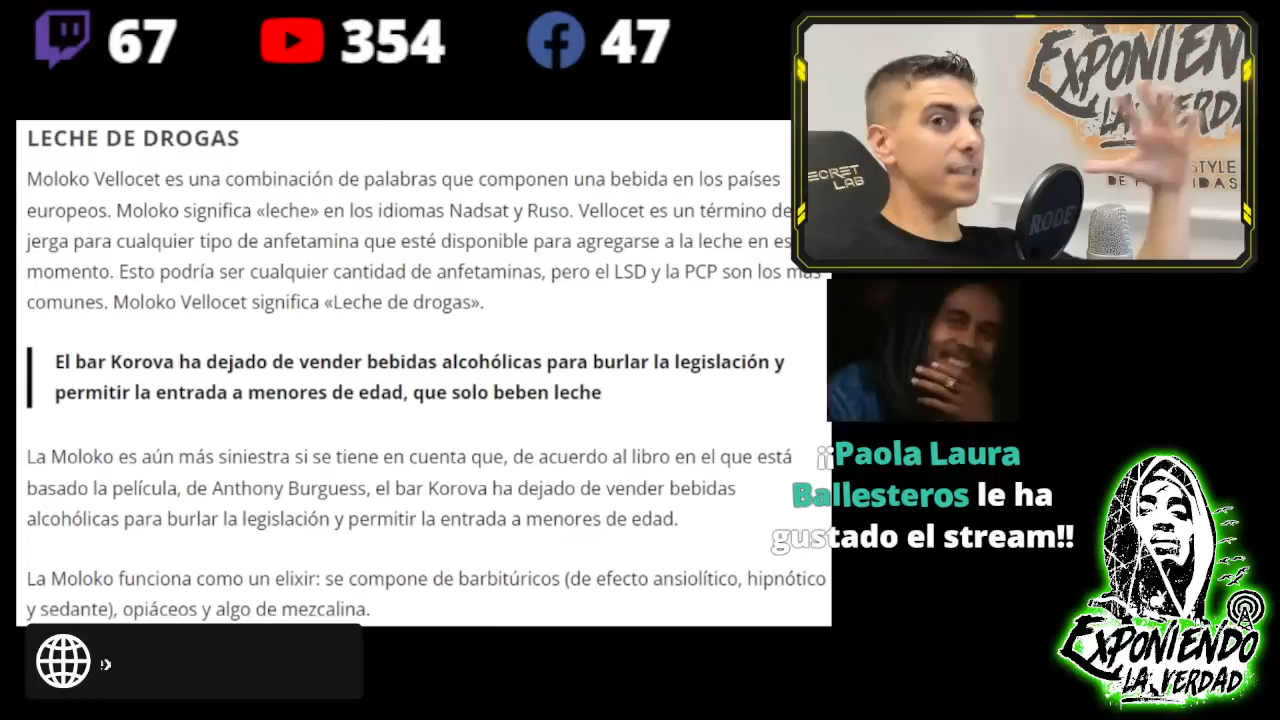 67
354
47
EXPONIENDO
LA VERDAD
SECRET
LAB
RODE
LECHE DE DROGAS
Moloko Vellocet es una combinación de palabras que componen una bebida en los países
europeos. Moloko significa «leche» en los idiomas Nadsat y Ruso. Vellocet es un término de
jerga para cualquier tipo de anfetamina que esté disponible para agregarse a la leche en es
momento. Esto podría ser cualquier cantidad de anfetaminas, pero el LSD y la PCP son los más
comunes. Moloko Vellocet significa «Leche de drogas».
El bar Korova ha dejado de vender bebidas alcohólicas para burlar la legislación y
permitir la entrada a menores de edad, que solo beben leche
La Moloko es aún más siniestra si se tiene en cuenta que, de acuerdo al libro en el que está
basado la película, de Anthony Burguess, el bar Korova ha dejado de vender bebidas
alcohólicas para burlar la legislación y permitir la entrada a menores de edad.
La Moloko funciona como un elixir: se compone de barbitúricos (de efecto ansiolítico, hipnótico
y sedante), opiáceos y algo de mezcalina.
¡¡Paola Laura
Ballesteros le ha
gustado el stream!!
EXPONIENDO
LA VERDAD